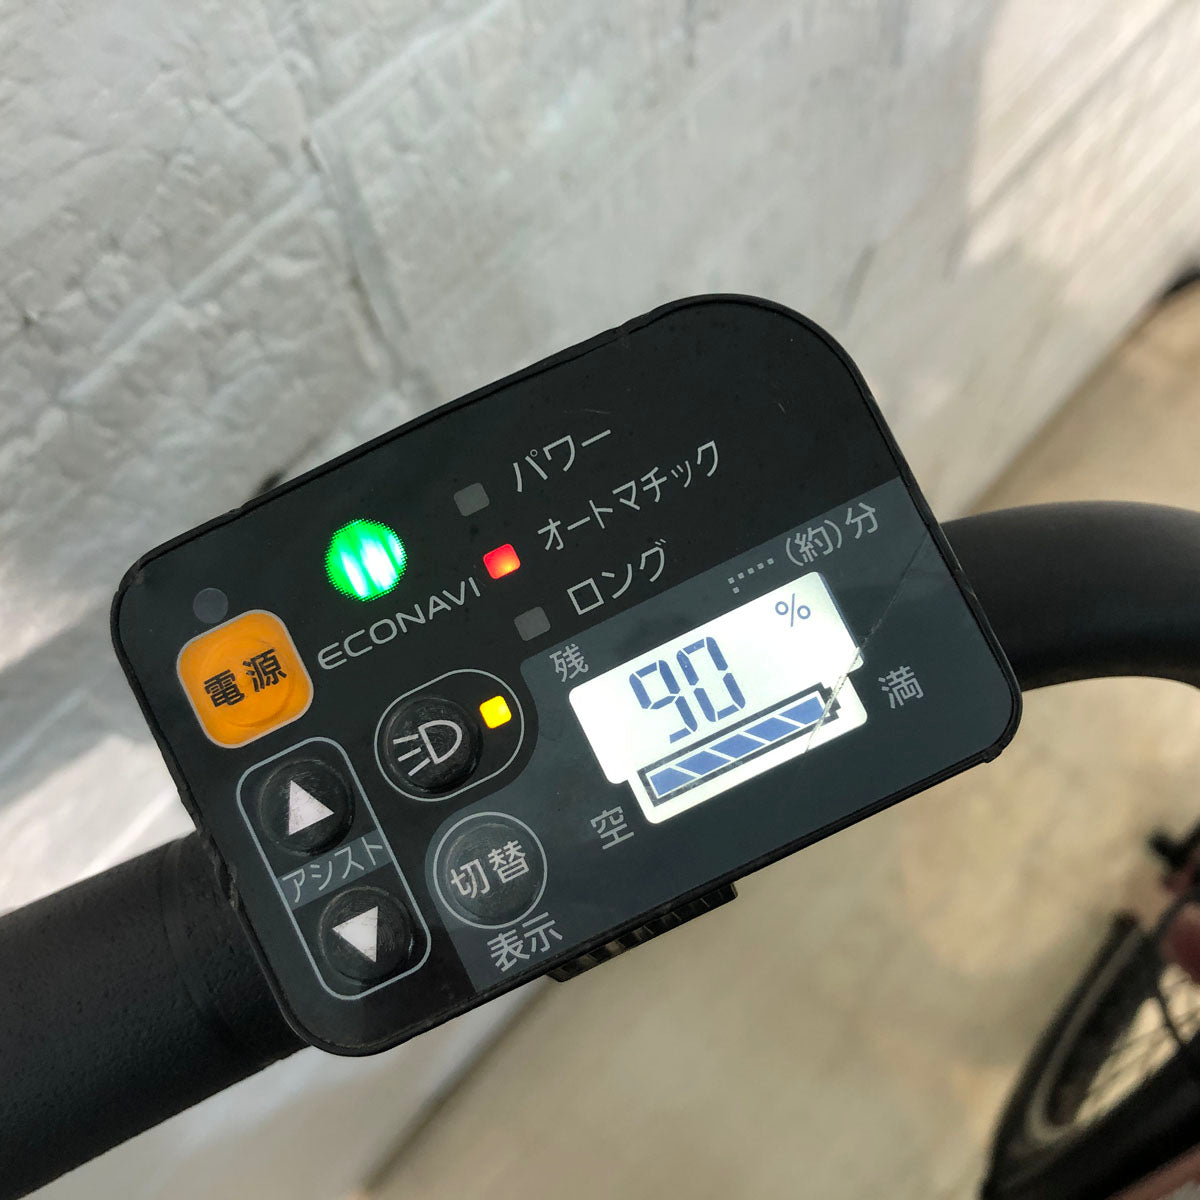 パワー
オートマチック
ロング
ECONAVI
電源
(約)分
残
90 %
空
満
アシスト
切替
表示